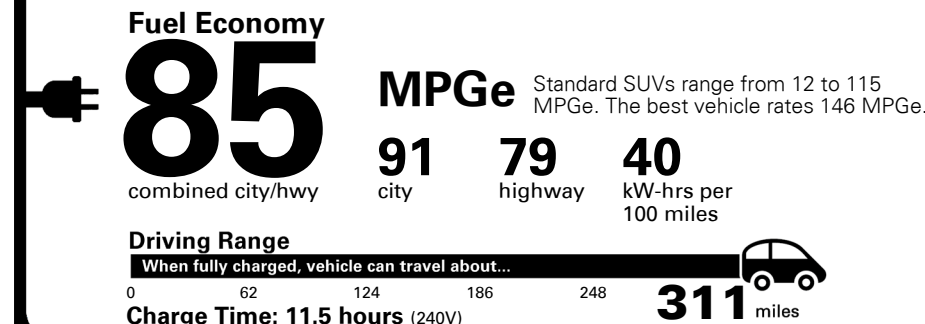 Fuel Economy
85
MPGe
Standard SUVs range from 12 to 115
MPGe. The best vehicle rates 146 MPGe.
combined city/hwy
91
city
79
highway
40
kW-hrs per
100 miles
Driving Range
When fully charged, vehicle can travel about...
0 62 124 186 248 311 miles
Charge Time: 11.5 hours (240V)